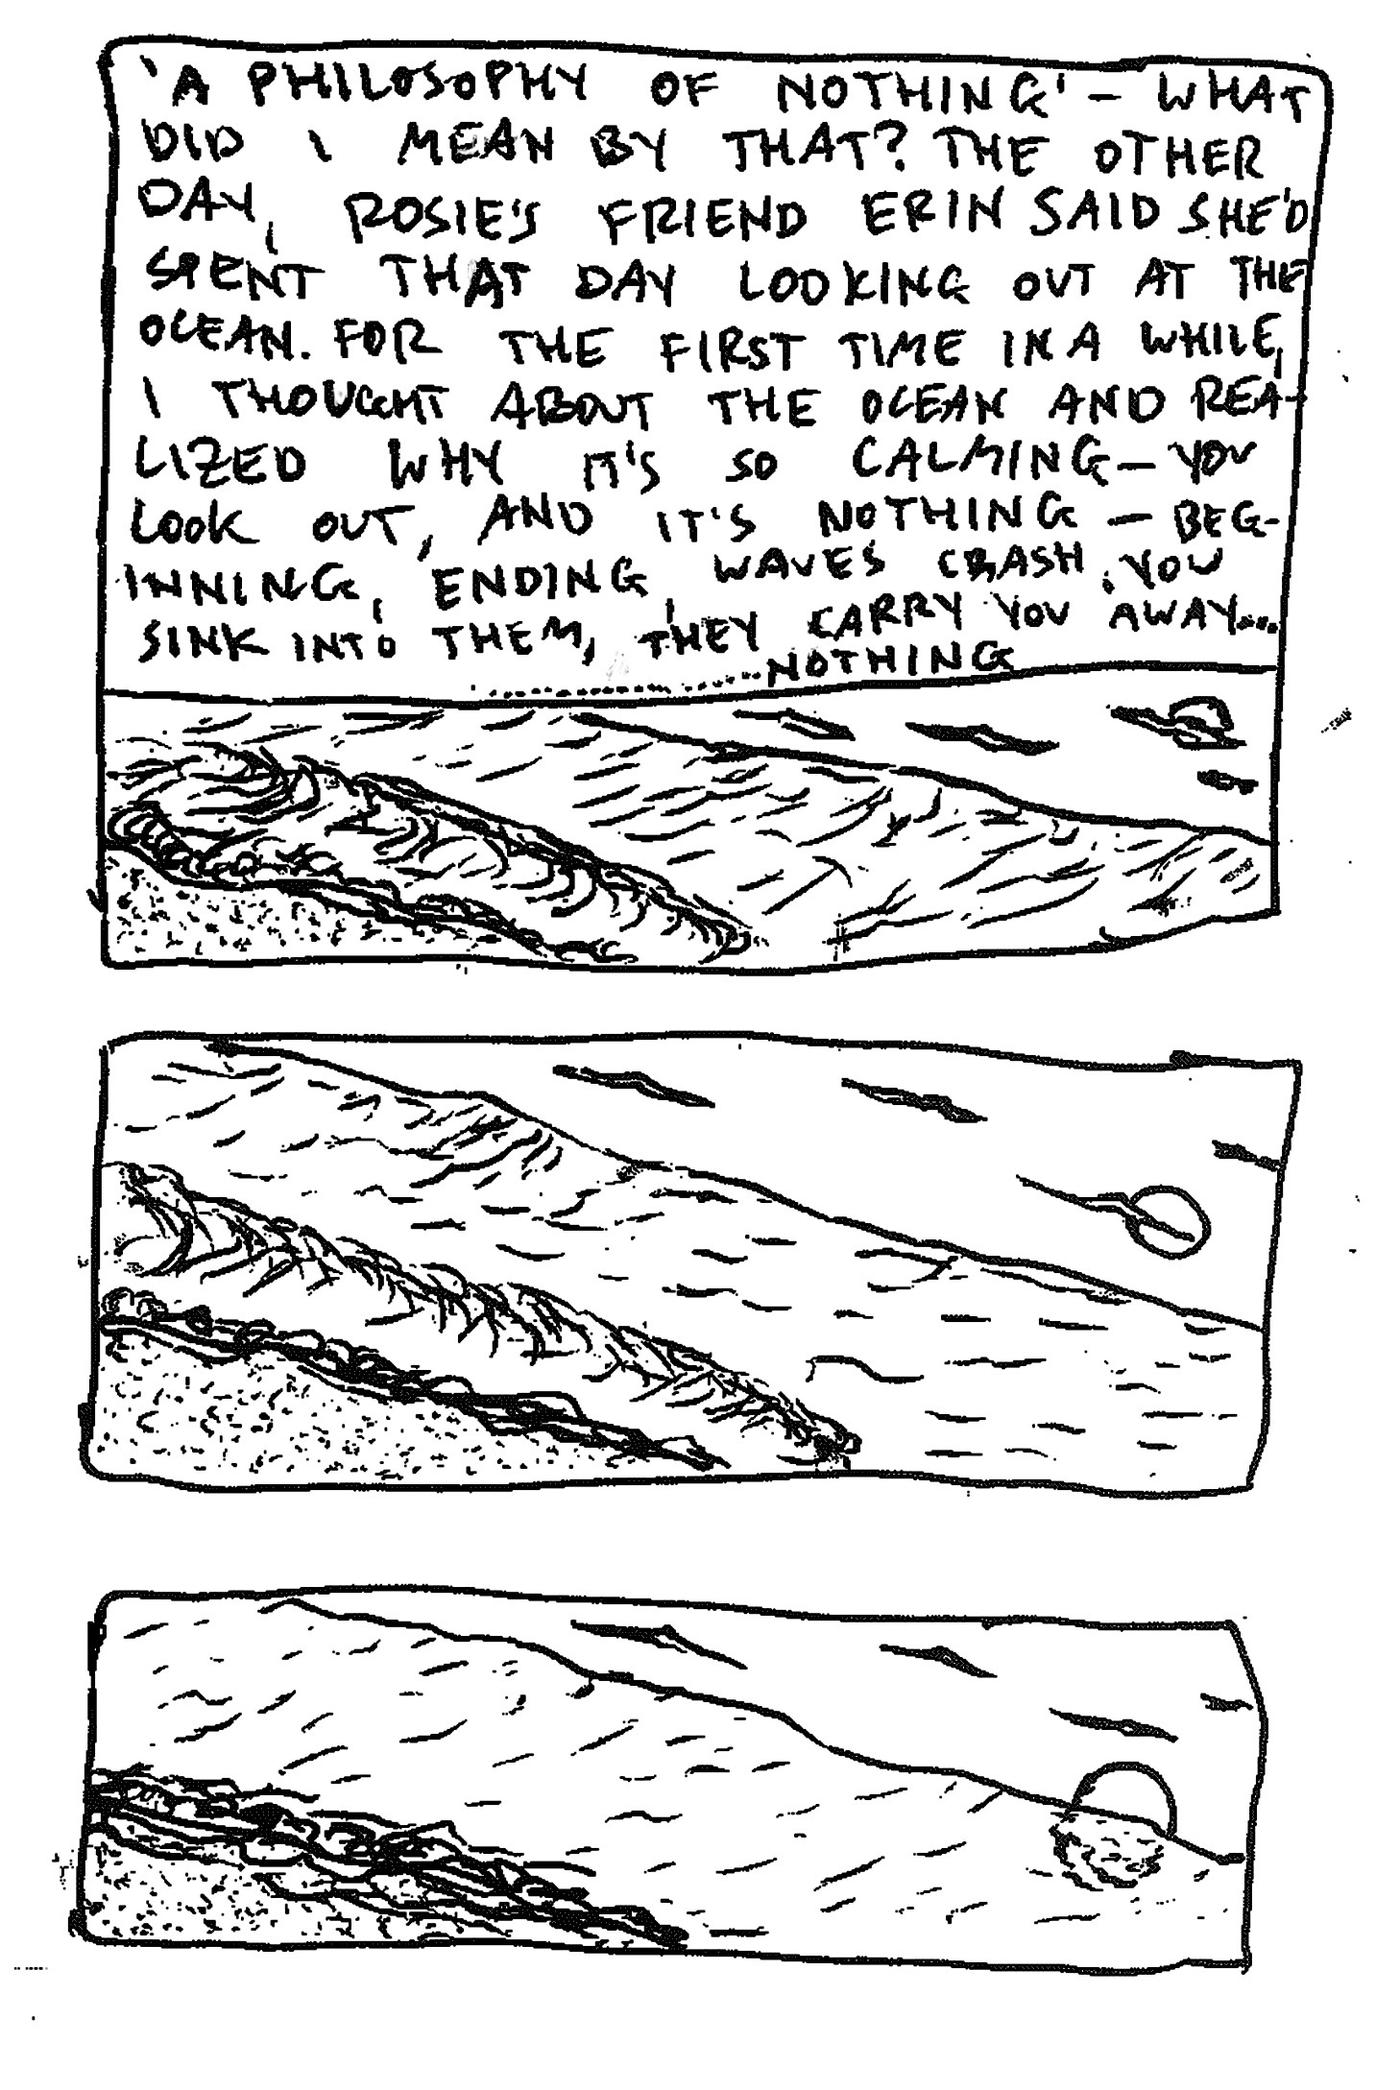 'A PHILOSOPHY OF NOTHING' – WHAT
DID I MEAN BY THAT? THE OTHER
DAY, ROSIE'S FRIEND ERIN SAID SHE'D
SPENT THAT DAY LOOKING OUT AT THE
OCEAN. FOR THE FIRST TIME IN A WHILE,
I THOUGHT ABOUT THE OCEAN AND REA-
LIZED WHY IT'S SO CALMING – YOU
LOOK OUT, AND IT'S NOTHING – BEG-
INNING, ENDING, WAVES CRASH, YOU
SINK INTO THEM, THEY CARRY YOU AWAY...
NOTHING